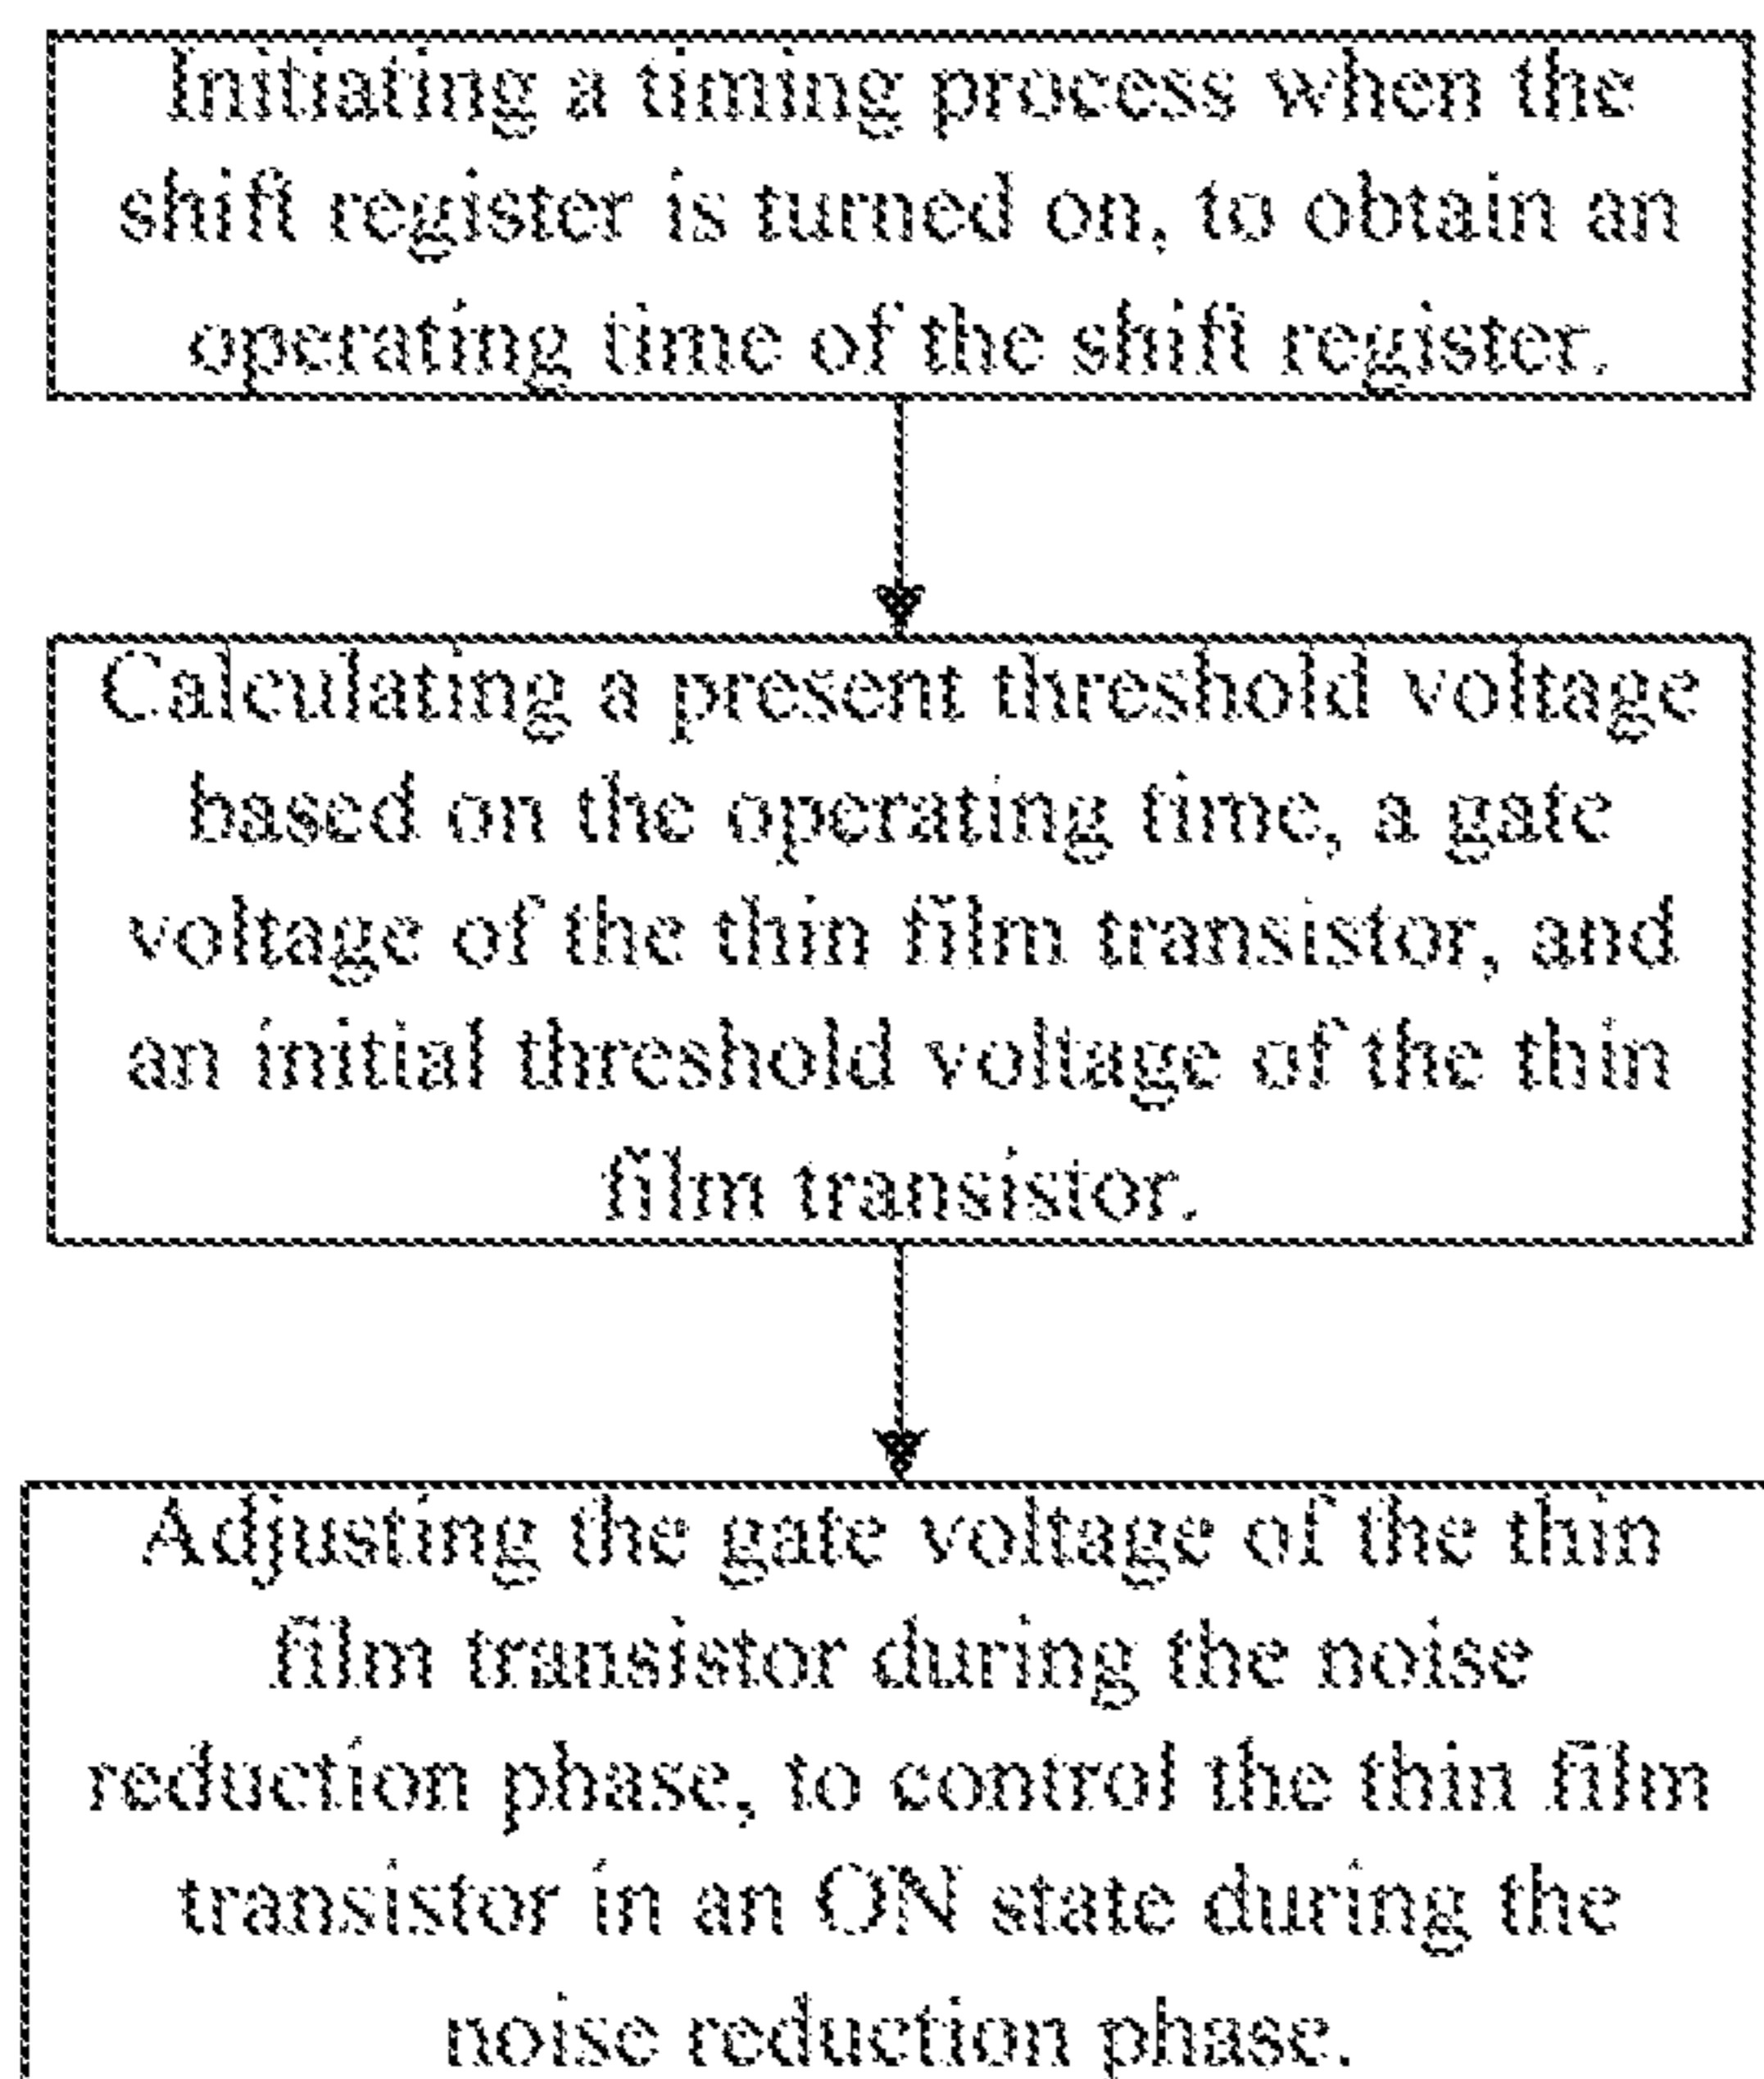 Initiating a timing process when the
shift register is turned on, to obtain an
operating time of the shift register.
Calculating a present threshold voltage
based on the operating time, a gate
voltage of the thin film transistor, and
an initial threshold voltage of the thin
film transistor.
Adjusting the gate voltage of the thin
film transistor during the noise
reduction phase, to control the thin film
transistor in an ON state during the
noise reduction phase.